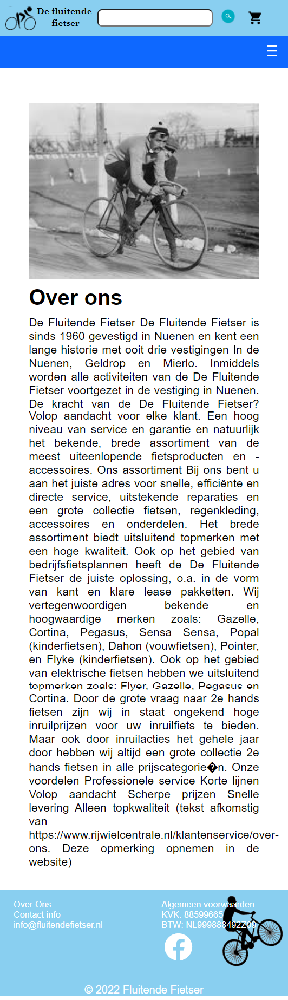 De fluitende
fietser
Over ons
De Fluitende Fietser De Fluitende Fietser is
sinds 1960 gevestigd in Nuenen en kent een
lange historie met ooit drie vestigingen In de
Nuenen, Geldrop en Mierlo. Inmiddels
worden alle activiteiten van de De Fluitende
Fietser voortgezet in de vestiging in Nuenen.
De kracht van de De Fluitende Fietser?
Volop aandacht voor elke klant. Een hoog
niveau van service en garantie en natuurlijk
het bekende, brede assortiment van de
meest uiteenlopende fietsproducten en -
accessoires. Ons assortiment Bij ons bent u
aan het juiste adres voor snelle, efficiënte en
directe service, uitstekende reparaties en
een grote collectie fietsen, regenkleding,
accessoires en onderdelen. Het brede
assortiment biedt uitsluitend topmerken met
een hoge kwaliteit. Ook op het gebied van
bedrijfsfietsplannen heeft de De Fluitende
Fietser de juiste oplossing, o.a. in de vorm
van kant en klare lease pakketten. Wij
vertegenwoordigen bekende en
hoogwaardige merken zoals: Gazelle,
Cortina, Pegasus, Sensa Sensa, Popal
(kinderfietsen), Dahon (vouwfietsen), Pointer,
en Flyke (kinderfietsen). Ook op het gebied
van elektrische fietsen hebben we uitsluitend
topmerken zoals: Flyer, Gazelle, Pegasus en
Cortina. Door de grote vraag naar 2e hands
fietsen zijn wij in staat ongekend hoge
inruilprijzen voor uw inruilfiets te bieden.
Maar ook door inruilacties het gehele jaar
door hebben wij altijd een grote collectie 2e
hands fietsen in alle prijscategorie�n. Onze
voordelen Professionele service Korte lijnen
Volop aandacht Scherpe prijzen Snelle
levering Alleen topkwaliteit (tekst afkomstig
van
https://www.rijwielcentrale.nl/klantenservice/over-
ons. Deze opmerking opnemen in de
website)
Over Ons
Contact info
info@fluitendefietser.nl
Algemeen voorwaarden
KVK: 88599665
BTW: NL999888492Z09
© 2022 Fluitende Fietser